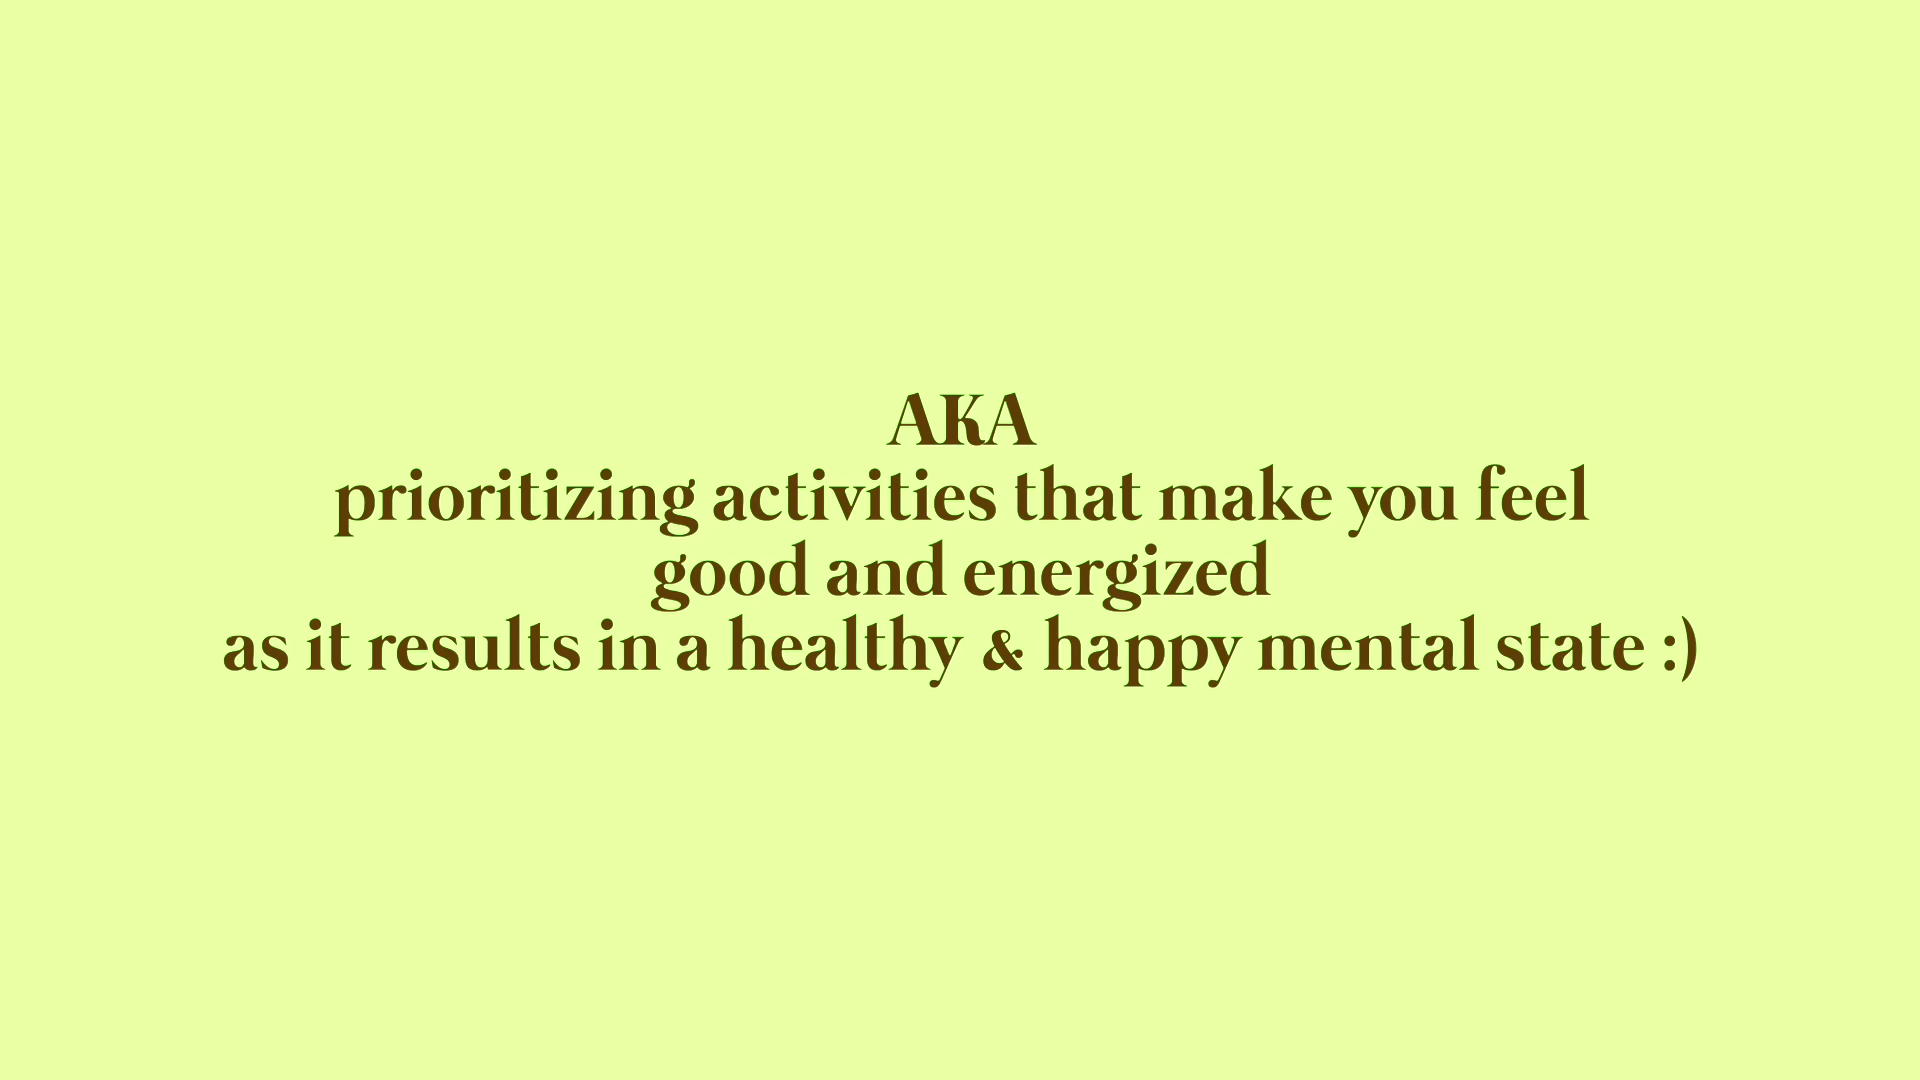 AKA
prioritizing activities that make you feel
good and energized
as it results in a healthy & happy mental state :)